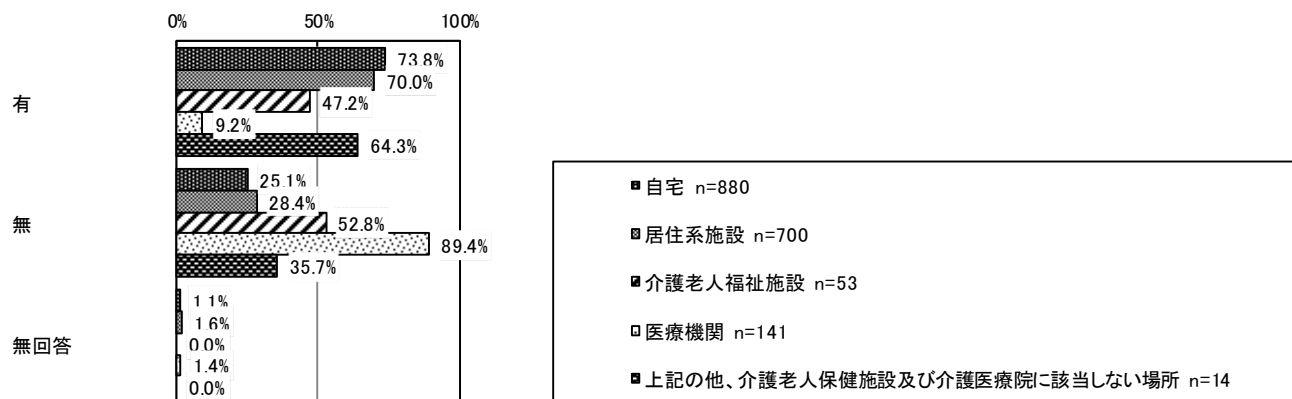 0% 50% 100%
有
73.8%
70.0%
47.2%
9.2%
64.3%
無
25.1%
28.4%
52.8%
89.4%
35.7%
無回答
1.1%
1.6%
0.0%
1.4%
0.0%
自宅 n=880
居住系施設 n=700
介護老人福祉施設 n=53
医療機関 n=141
上記の他、介護老人保健施設及び介護医療院に該当しない場所 n=14